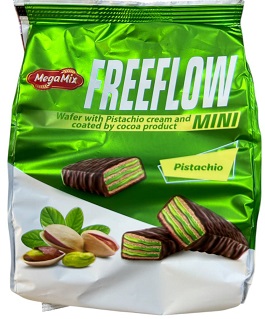 MegaMix
FREEFLOW
Wafer with Pistachio cream and
coated by cocoa product
MINI
Pistachio